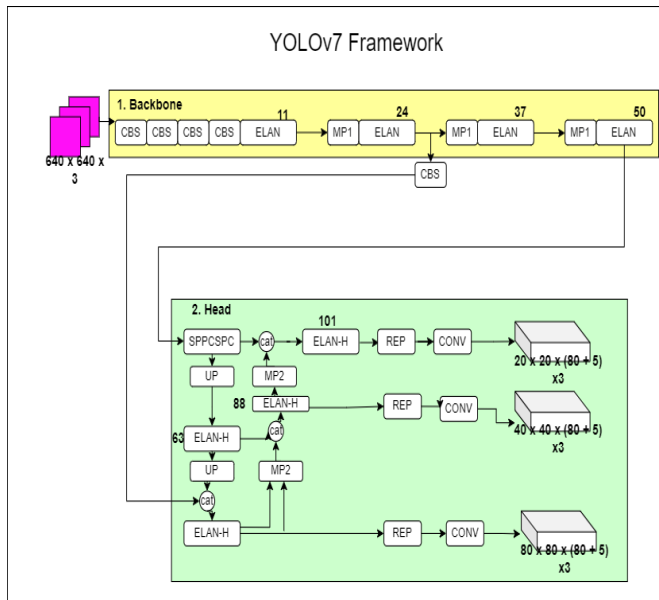 YOLOv7 Framework
1. Backbone
11
24
37
50
CBS CBS CBS CBS ELAN MP1 ELAN MP1 ELAN MP1 ELAN
640 x 640 x
3
CBS
2. Head
101
SPPCSPC cat ELAN-H REP CONV
20 x 20 x (80 + 5)
x3
UP MP2
88 ELAN-H REP CONV
40 x 40 x (80 + 5)
x3
63 ELAN-H cat
UP MP2
cat
ELAN-H REP CONV
80 x 80 x (80 + 5)
x3